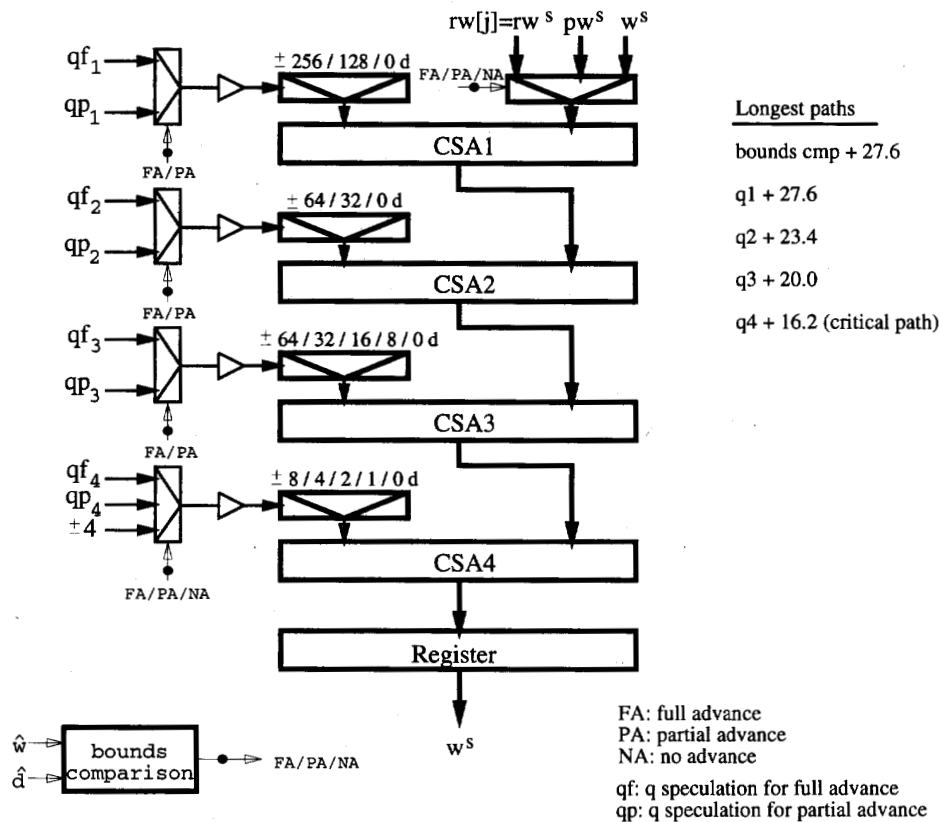 rw[j]=rw s pw s w s
qf1
± 256 / 128 / 0 d
FA/PA/NA
qp1
Longest paths
CSA1
bounds cmp + 27.6
FA/PA
qf2
± 64 / 32 / 0 d
q1 + 27.6
qp2
q2 + 23.4
CSA2
q3 + 20.0
FA/PA
qf3
± 64 / 32 / 16 / 8 / 0 d
q4 + 16.2 (critical path)
qp3
CSA3
FA/PA
qf4
± 8 / 4 / 2 / 1 / 0 d
qp4
±4
CSA4
FA/PA/NA
Register
ŵ
d̂
bounds
comparison
FA/PA/NA
w s
FA: full advance
PA: partial advance
NA: no advance
qf: q speculation for full advance
qp: q speculation for partial advance